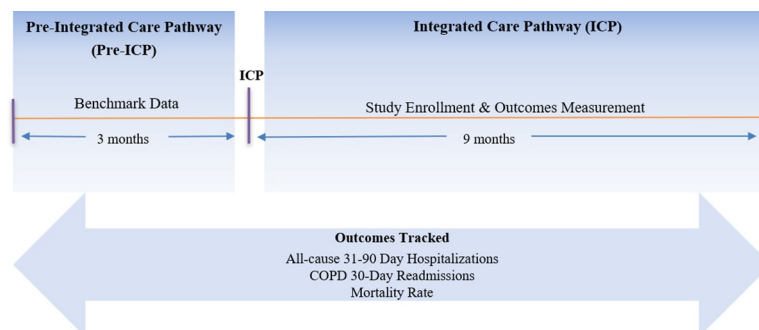 Pre-Integrated Care Pathway
(Pre-ICP)
Integrated Care Pathway (ICP)
ICP
Benchmark Data
Study Enrollment & Outcomes Measurement
3 months
9 months
Outcomes Tracked
All-cause 31-90 Day Hospitalizations
COPD 30-Day Readmissions
Mortality Rate